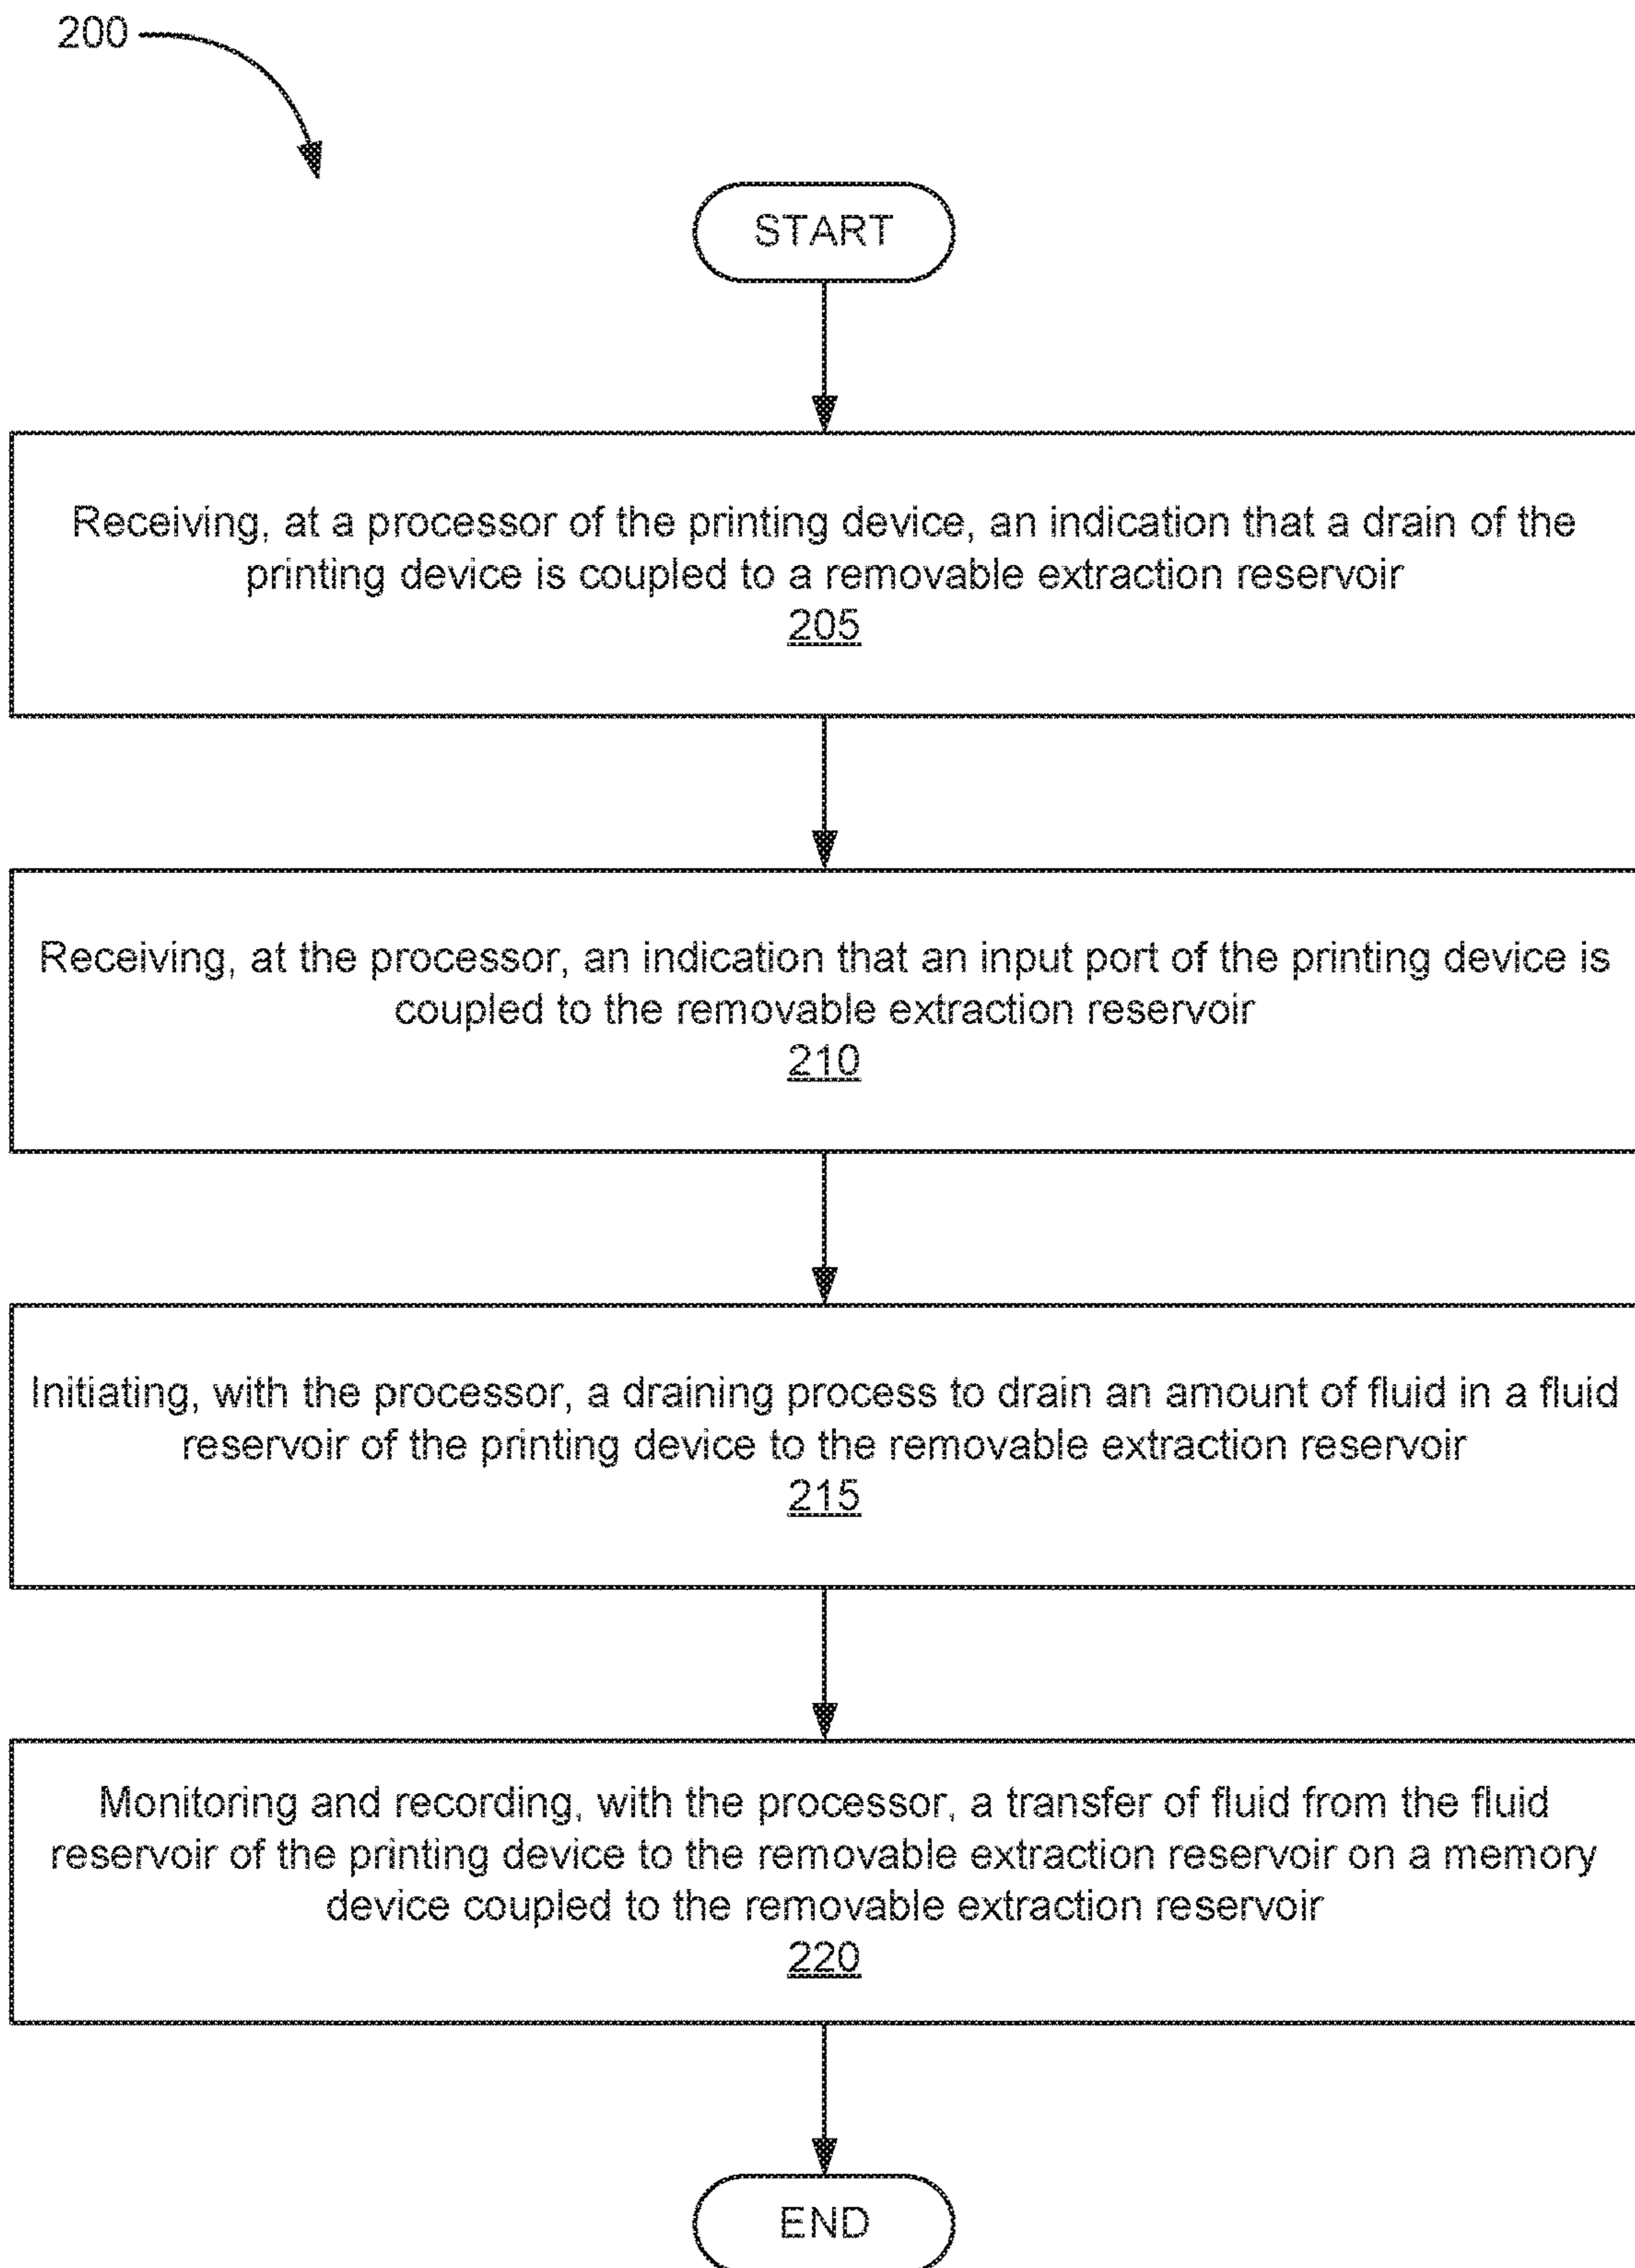 200
START
Receiving, at a processor of the printing device, an indication that a drain of the
printing device is coupled to a removable extraction reservoir
205
Receiving, at the processor, an indication that an input port of the printing device is
coupled to the removable extraction reservoir
210
Initiating, with the processor, a draining process to drain an amount of fluid in a fluid
reservoir of the printing device to the removable extraction reservoir
215
Monitoring and recording, with the processor, a transfer of fluid from the fluid
reservoir of the printing device to the removable extraction reservoir on a memory
device coupled to the removable extraction reservoir
220
END